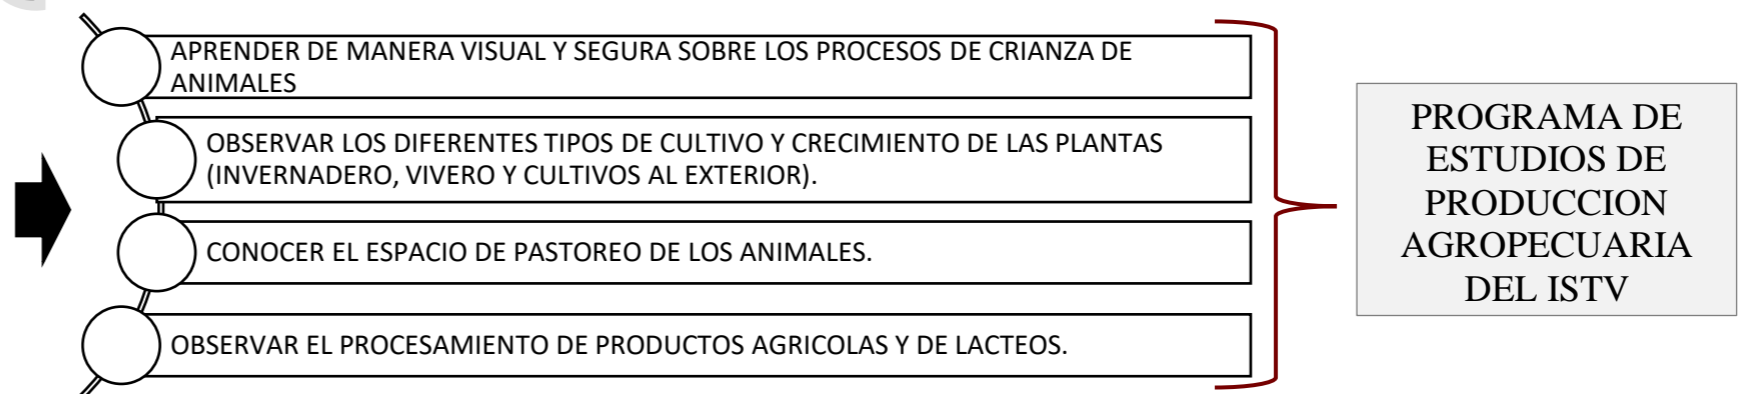 APRENDER DE MANERA VISUAL Y SEGURA SOBRE LOS PROCESOS DE CRIANZA DE
ANIMALES
OBSERVAR LOS DIFERENTES TIPOS DE CULTIVO Y CRECIMIENTO DE LAS PLANTAS
(INVERNADERO, VIVERO Y CULTIVOS AL EXTERIOR).
CONOCER EL ESPACIO DE PASTOREO DE LOS ANIMALES.
OBSERVAR EL PROCESAMIENTO DE PRODUCTOS AGRICOLAS Y DE LACTEOS.
PROGRAMA DE
ESTUDIOS DE
PRODUCCION
AGROPECUARIA
DEL ISTV